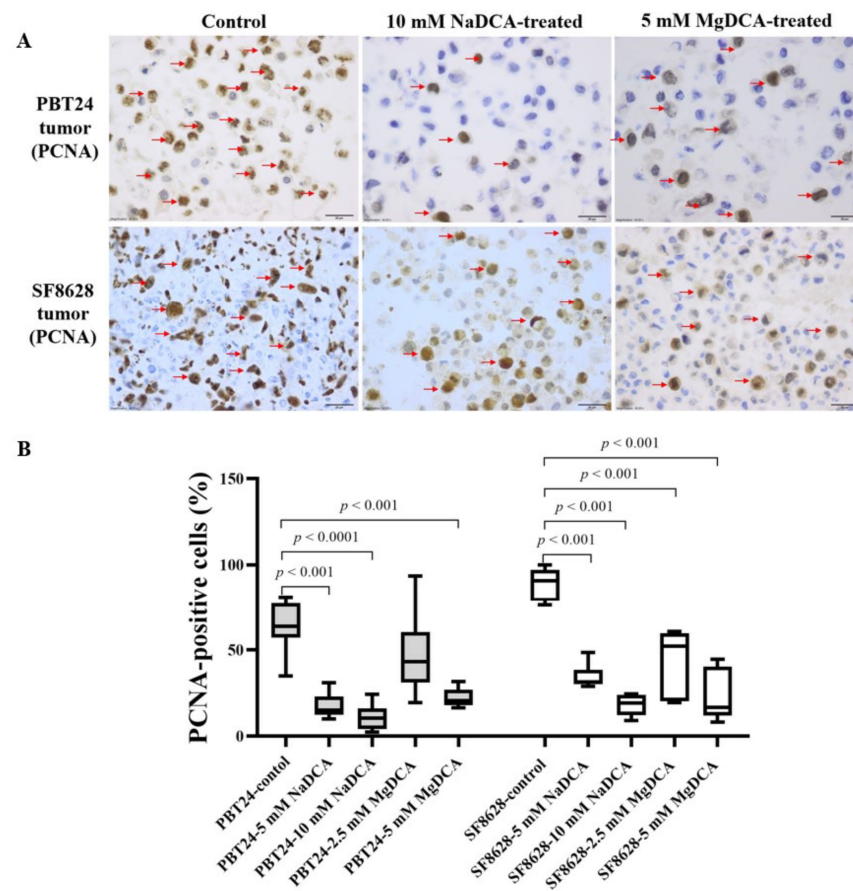 Control 10 mM NaDCA-treated 5 mM MgDCA-treated
A
PBT24
tumor
(PCNA)
SF8628
tumor
(PCNA)
B
PCNA-positive cells (%)
150
100
50
0
p < 0.001
p < 0.0001
p < 0.001
p < 0.001
p < 0.001
p < 0.001
p < 0.001
PBT24-contol
PBT24-5 mM NaDCA
PBT24-10 mM NaDCA
PBT24-2.5 mM MgDCA
PBT24-5 mM MgDCA
SF8628-control
SF8628-5 mM NaDCA
SF8628-10 mM NaDCA
SF8628-2.5 mM MgDCA
SF8628-5 mM MgDCA